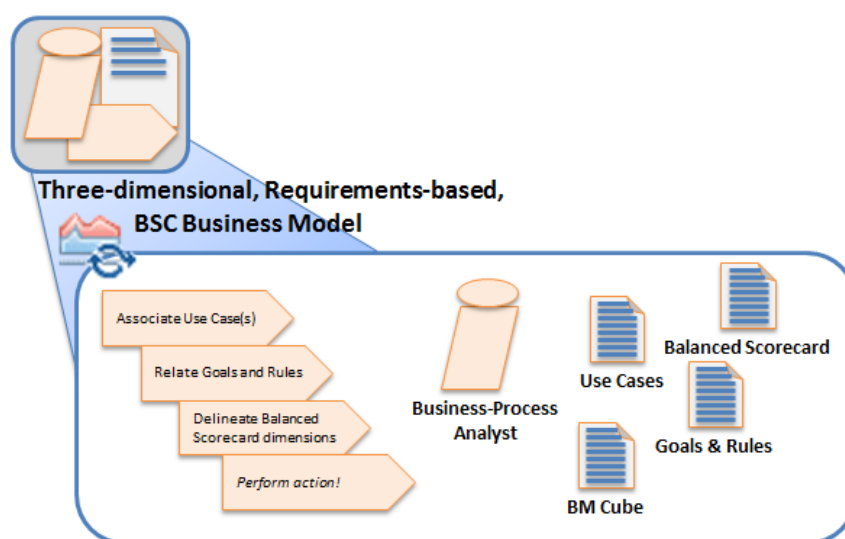 Three-dimensional, Requirements-based,
BSC Business Model
Associate Use Case(s)
Relate Goals and Rules
Delineate Balanced
Scorecard dimensions
Perform action!
Business-Process
Analyst
Balanced Scorecard
Use Cases
Goals & Rules
BM Cube